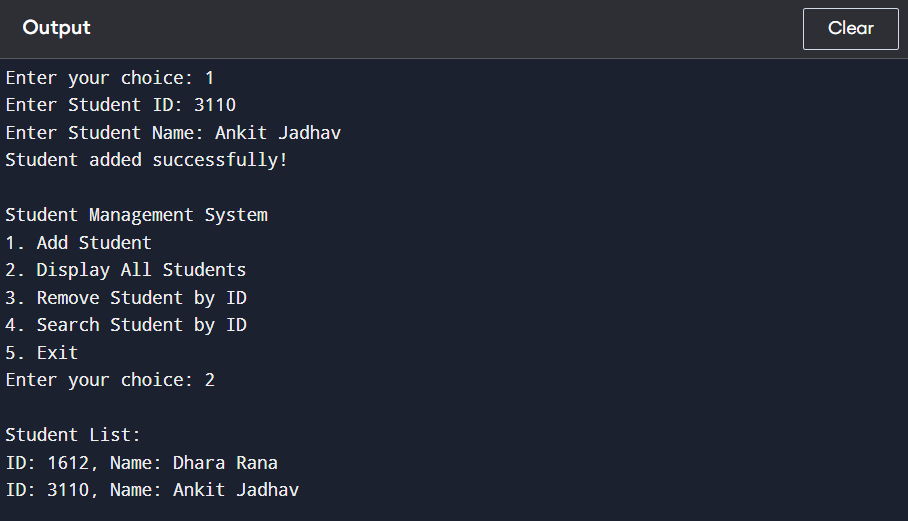 Output
Clear
Enter your choice: 1
Enter Student ID: 3110
Enter Student Name: Ankit Jadhav
Student added successfully!
Student Management System
1. Add Student
2. Display All Students
3. Remove Student by ID
4. Search Student by ID
5. Exit
Enter your choice: 2
Student List:
ID: 1612, Name: Dhara Rana
ID: 3110, Name: Ankit Jadhav